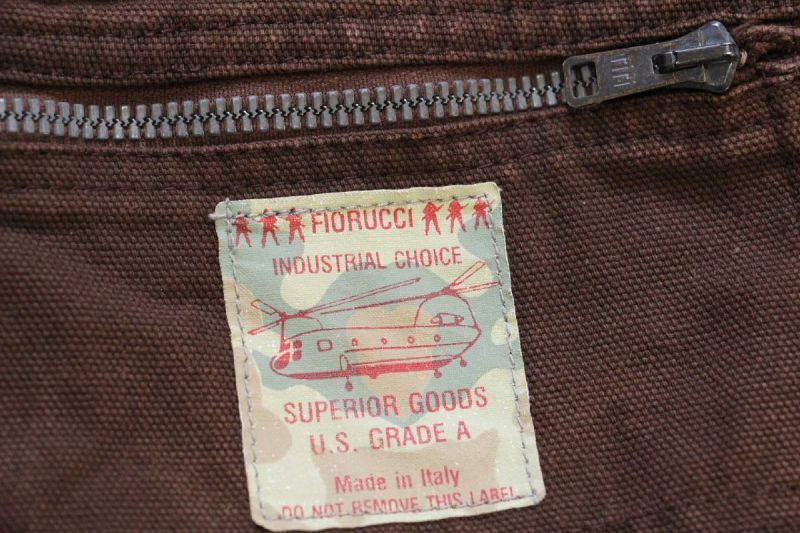 FIORUCCI
INDUSTRIAL CHOICE
SUPERIOR GOODS
U.S. GRADE A
Made in Italy
DO NOT REMOVE THIS LABEL